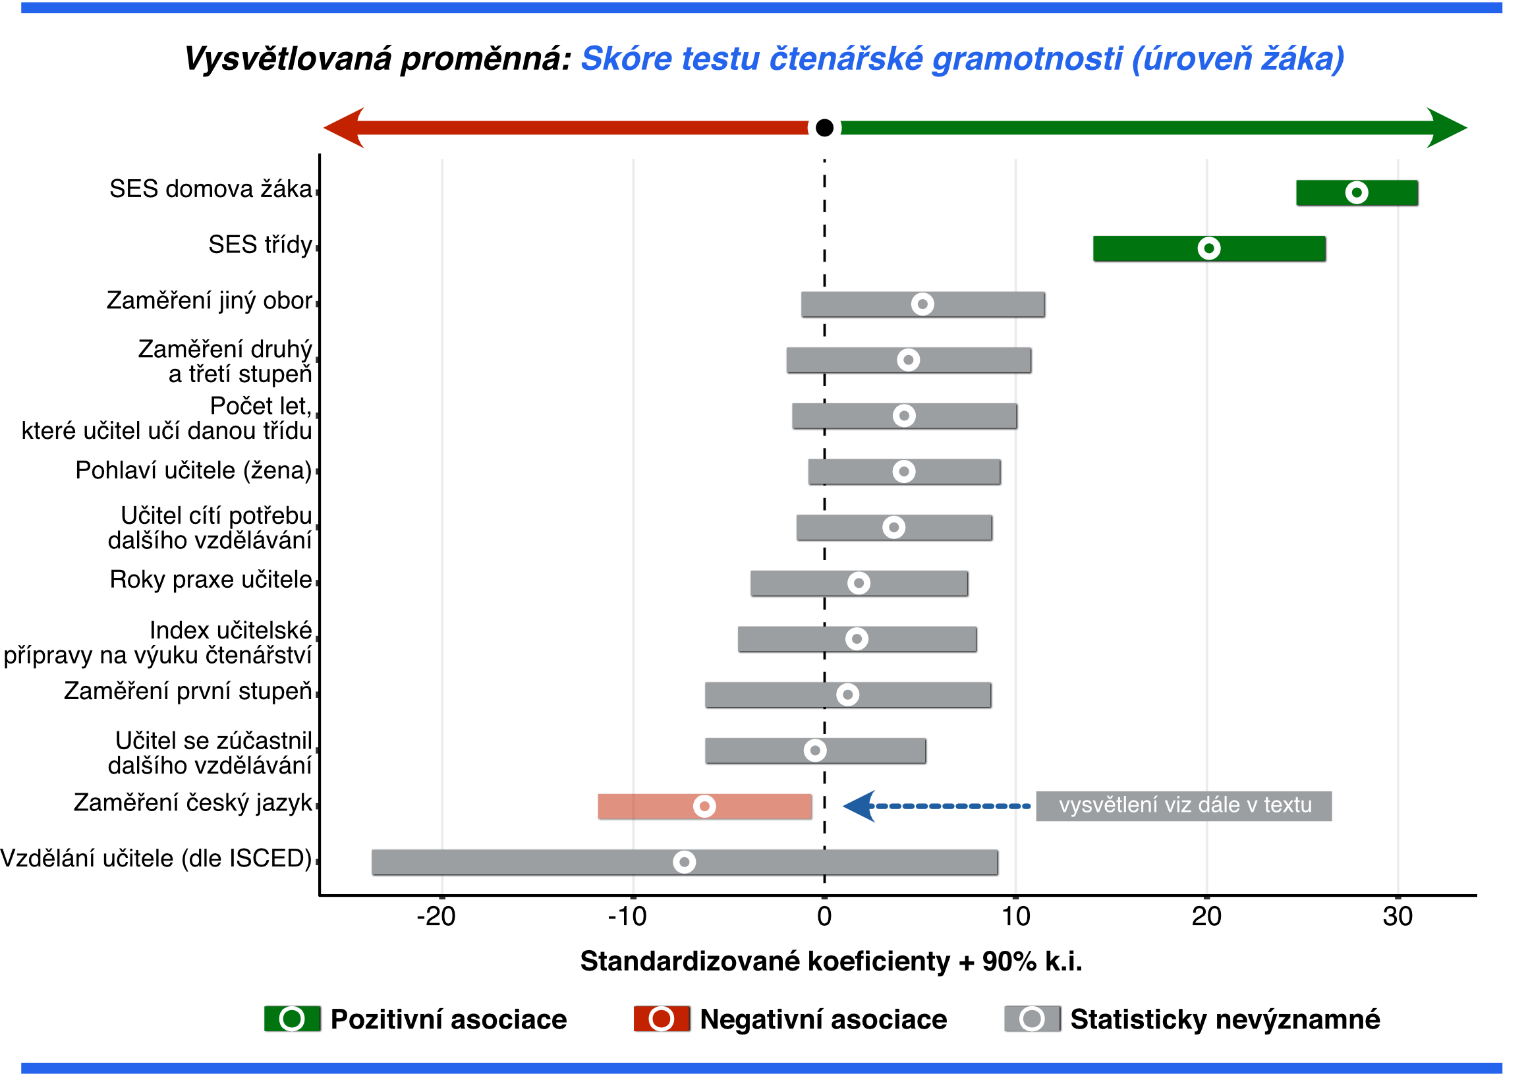 Vysvětlovaná proměnná: Skóre testu čtenářské gramotnosti (úroveň žáka)
SES domova žáka
SES třídy
Zaměření jiný obor
Zaměření druhý
a třetí stupeň
Počet let,
které učitel učí danou třídu
Pohlaví učitele (žena)
Učitel cítí potřebu
dalšího vzdělávání
Roky praxe učitele
Index učitelské
přípravy na výuku čtenářství
Zaměření první stupeň
Učitel se zúčastnil
dalšího vzdělávání
Zaměření český jazyk
vysvětlení viz dále v textu
Vzdělání učitele (dle ISCED)
-20 -10 0 10 20 30
Standardizované koeficienty + 90% k.i.
Pozitivní asociace Negativní asociace Statisticky nevýznamné